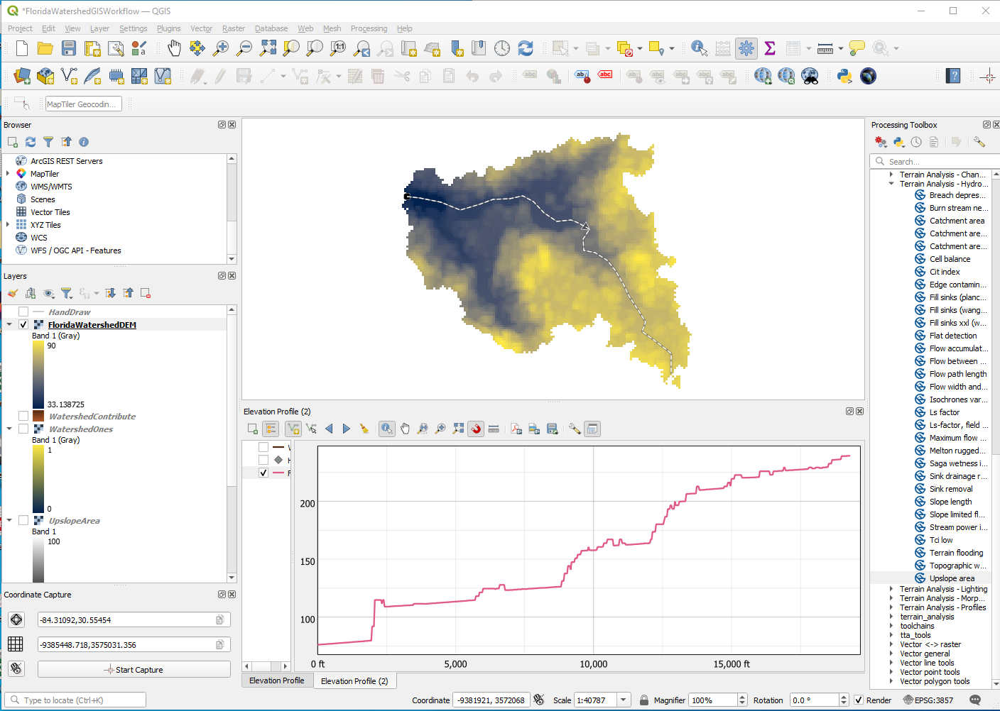 *FloridaWatershedGISWorkflow — QGIS
Project Edit View Layer Settings Plugins Vector Raster Database Web Mesh Processing Help
MapTiler Geocodin...
Browser
ArcGIS REST Servers
MapTiler
WMS/WMTS
Scenes
Vector Tiles
XYZ Tiles
WCS
WFS / OGC API - Features
Layers
HandDraw
FloridaWatershedDEM
Band 1 (Gray)
90
33.138725
WatershedContribute
WatershedOnes
Band 1 (Gray)
1
0
UpslopeArea
Band 1
100
Coordinate Capture
-84.31092,30.55454
-9385448.718,3575031.356
Start Capture
Elevation Profile (2)
200
150
100
0 ft
5,000
10,000
15,000 ft
Elevation Profile
Elevation Profile (2)
Processing Toolbox
Search...
Terrain Analysis - Chan...
Terrain Analysis - Hydro...
Breach depres...
Burn stream ne...
Catchment area
Catchment are...
Catchment are...
Cell balance
Cit index
Edge contamin...
Fill sinks (planc...
Fill sinks (wang...
Fill sinks xxl (w...
Flat detection
Flow accumulat...
Flow between ...
Flow path length
Flow width and...
Isochrones var...
Ls factor
Ls-factor, field ...
Maximum flow ...
Melton rugged...
Saga wetness i...
Sink drainage r...
Sink removal
Slope length
Slope limited fl...
Stream power i...
Tci low
Terrain flooding
Topographic w...
Upslope area
Terrain Analysis - Lighting
Terrain Analysis - Morp...
Terrain Analysis - Profiles
terrain_analysis
toolchains
tta_tools
Vector <-> raster
Vector general
Vector line tools
Vector point tools
Vector polygon tools
Type to locate (Ctrl+K)
Coordinate -9381921, 3572068
Scale 1:40787
Magnifier 100%
Rotation 0.0 °
Render
EPSG:3857